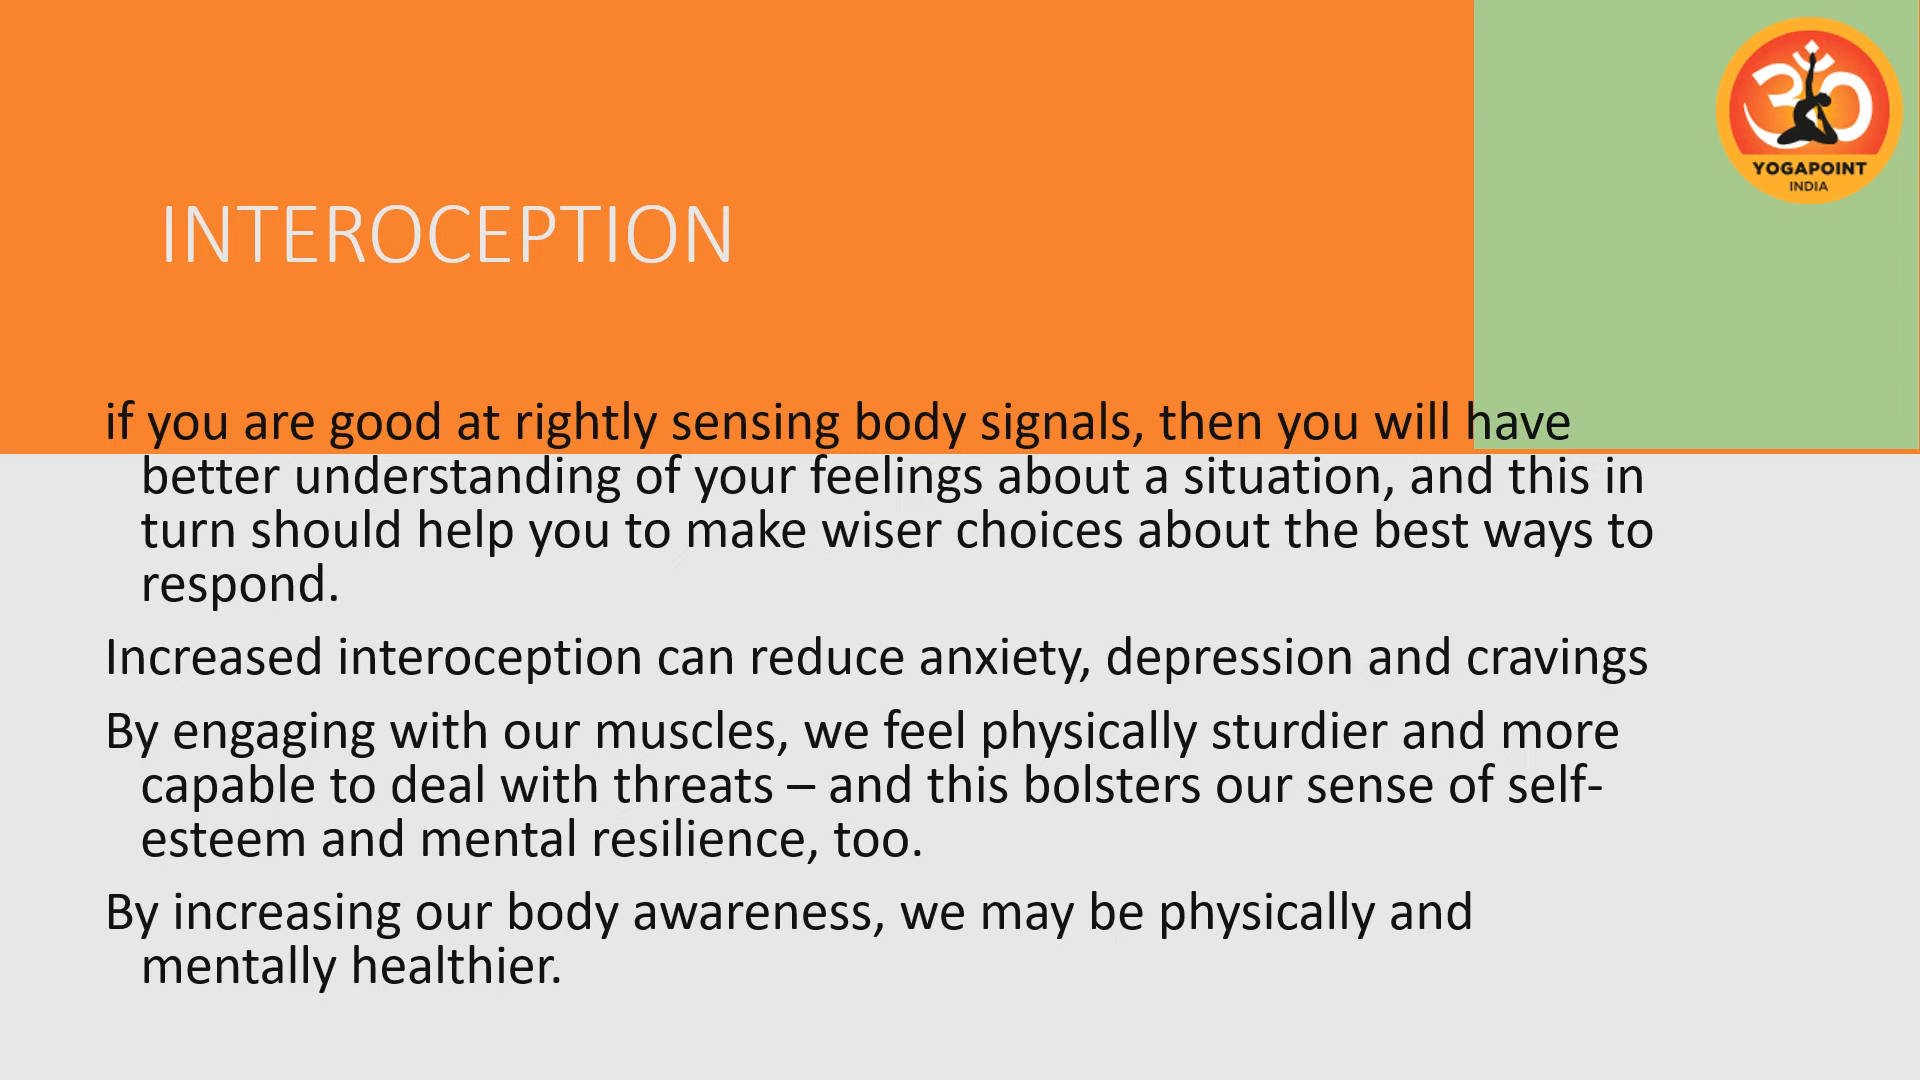 YOGAPOINT
INDIA
INTEROCEPTION
if you are good at rightly sensing body signals, then you will have
better understanding of your feelings about a situation, and this in
turn should help you to make wiser choices about the best ways to
respond.
Increased interoception can reduce anxiety, depression and cravings
By engaging with our muscles, we feel physically sturdier and more
capable to deal with threats – and this bolsters our sense of self-
esteem and mental resilience, too.
By increasing our body awareness, we may be physically and
mentally healthier.